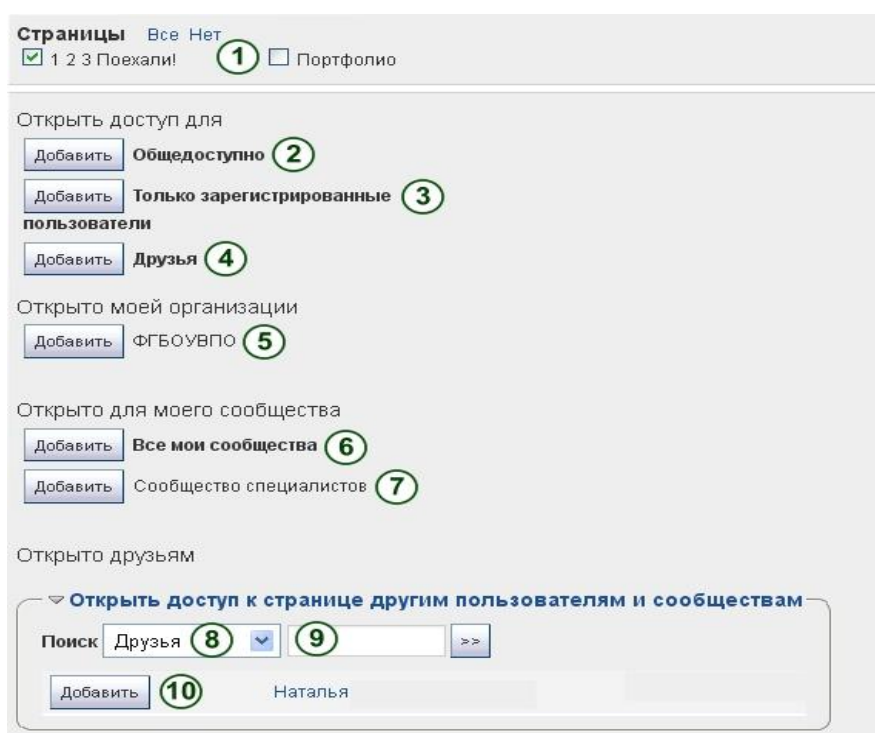 Страницы Все Нет
1 2 3 Поехали! 1 Портфолио
Открыть доступ для
Добавить Общедоступно 2
Добавить Только зарегистрированные 3
пользователи
Добавить Друзья 4
Открыто моей организации
Добавить ФГБОУВПО 5
Открыто для моего сообщества
Добавить Все мои сообщества 6
Добавить Сообщество специалистов 7
Открыто друзьям
Открыть доступ к странице другим пользователям и сообществам
Поиск Друзья 8 9 >>
Добавить 10 Наталья